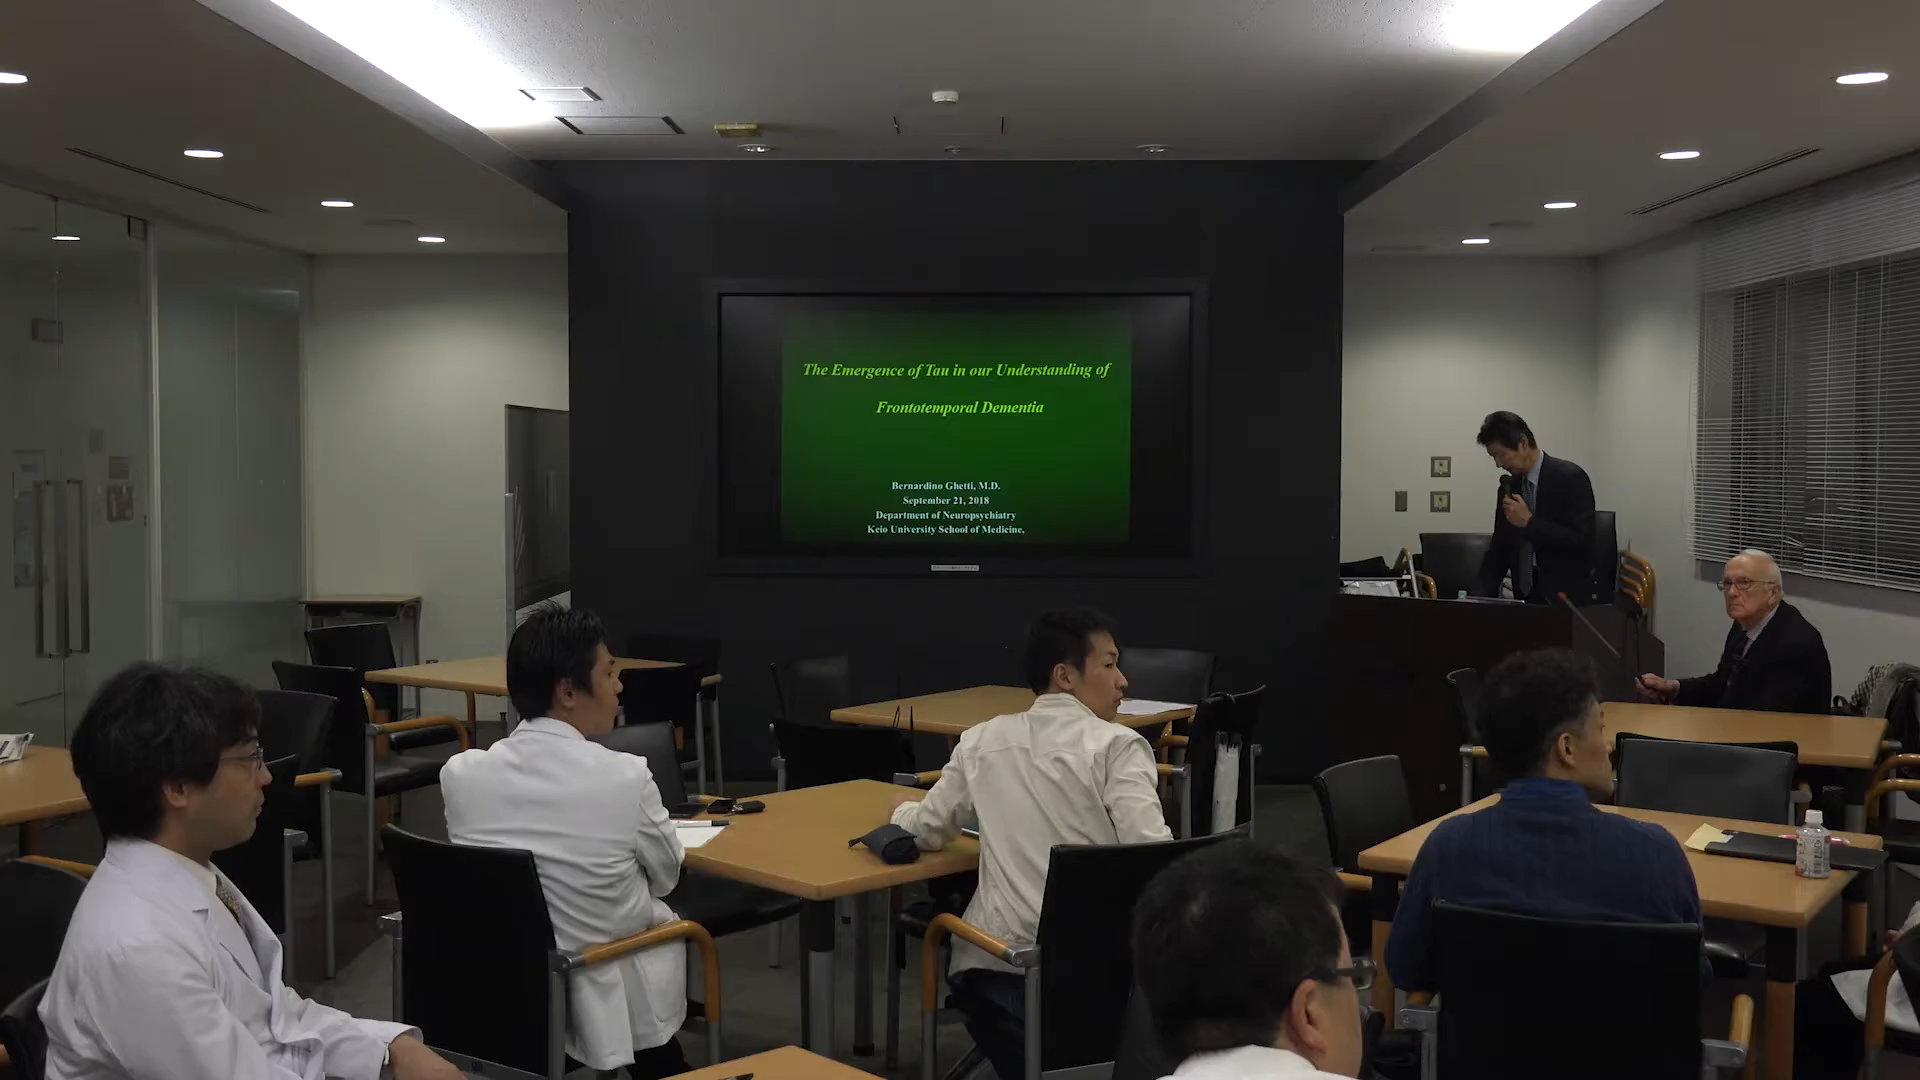 The Emergence of Tau in our Understanding of
Frontotemporal Dementia
Bernardino Ghetti, M.D.
September 21, 2018
Department of Neuropsychiatry
Keio University School of Medicine,